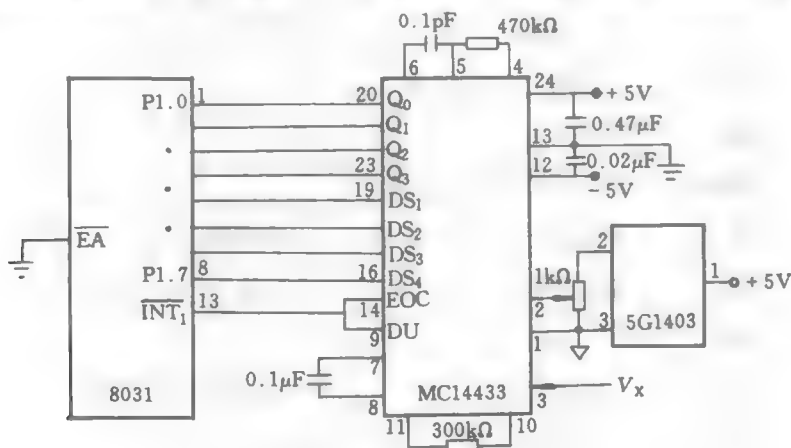 0.1pF 470kΩ
6 5 4
P1.0 1 20 Q₀ 24 +5V
Q₁ 0.47μF
Q₂ 13
23 Q₃ 12 0.02μF
19 DS₁ -5V
EA DS₂
DS₃ 2
P1.7 8 16 DS₄ 1kΩ 1 +5V
INT₁ 13 14 EOC 2 5G1403
9 DU 1 3
0.1μF 7
8031 8 MC14433 3 Vx
11 300kΩ 10